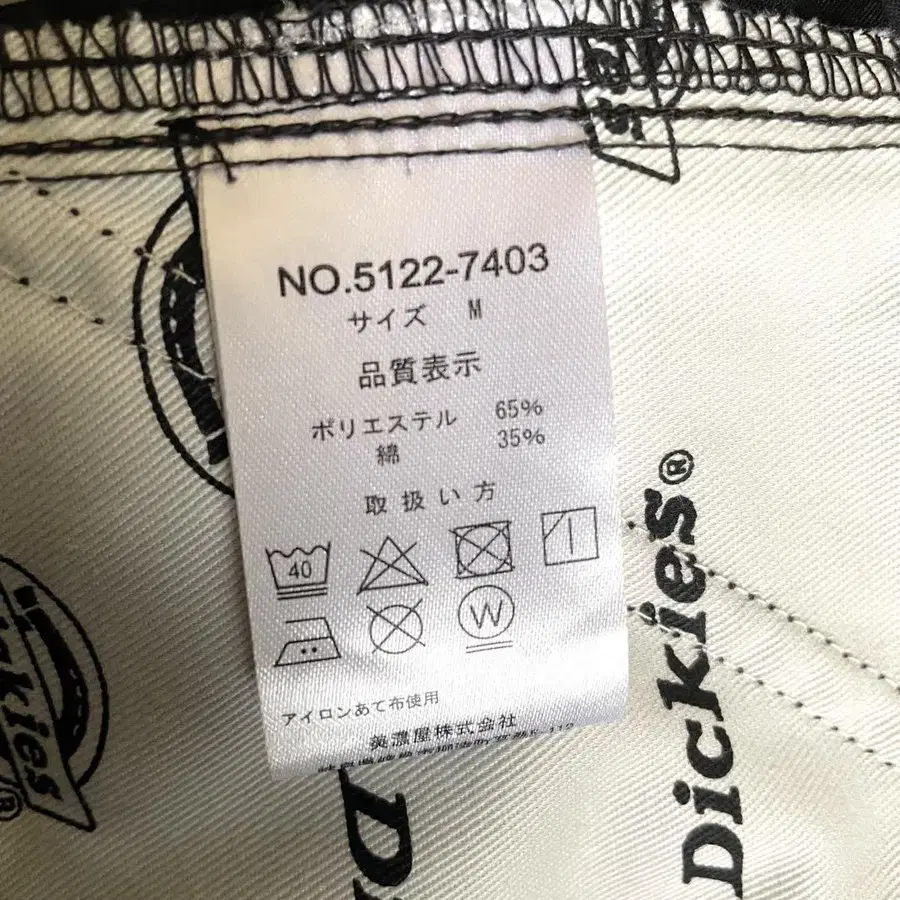 NO.5122-7403
サイズ M
品質表示
ポリエステル 65%
綿 35%
取扱い方
40
W
アイロンあて布使用
美濃屋株式会社
Dickies®